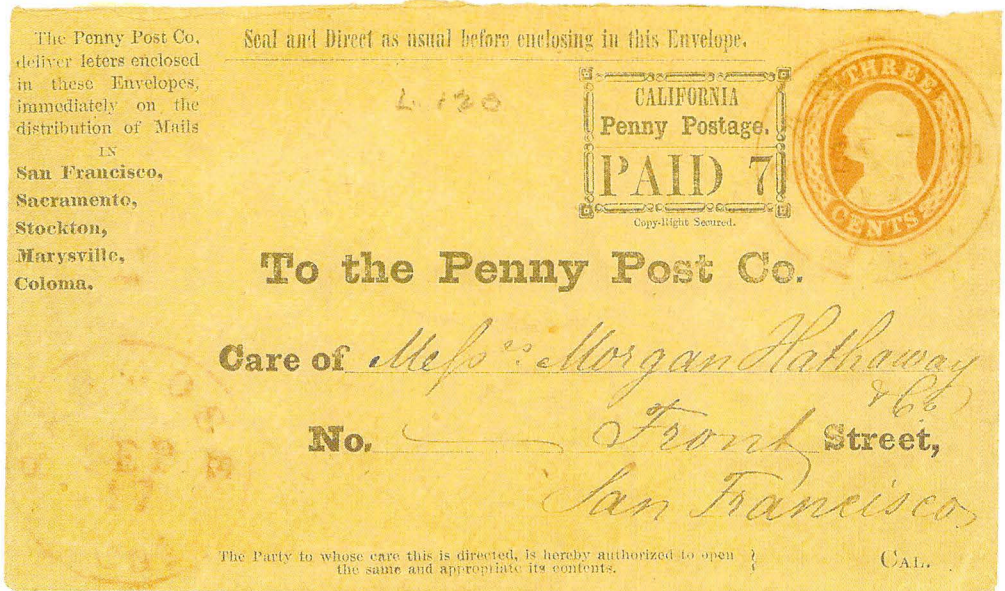 The Penny Post Co.
deliver leters enclosed
in these Envelopes,
immediately on the
distribution of Mails
IN
San Francisco,
Sacramento,
Stockton,
Marysville,
Coloma.
Seal and Direct as usual before enclosing in this Envelope.
L 120
CALIFORNIA
Penny Postage.
PAID 7
Copy-Right Secured.
THREE
CENTS
To the Penny Post Co.
Care of Messrs Morgan Hathaway
& Co
No. Front Street,
San Francisco
SEP
The Party to whose care this is directed, is hereby authorized to open
the same and appropriate its contents.
CAL.